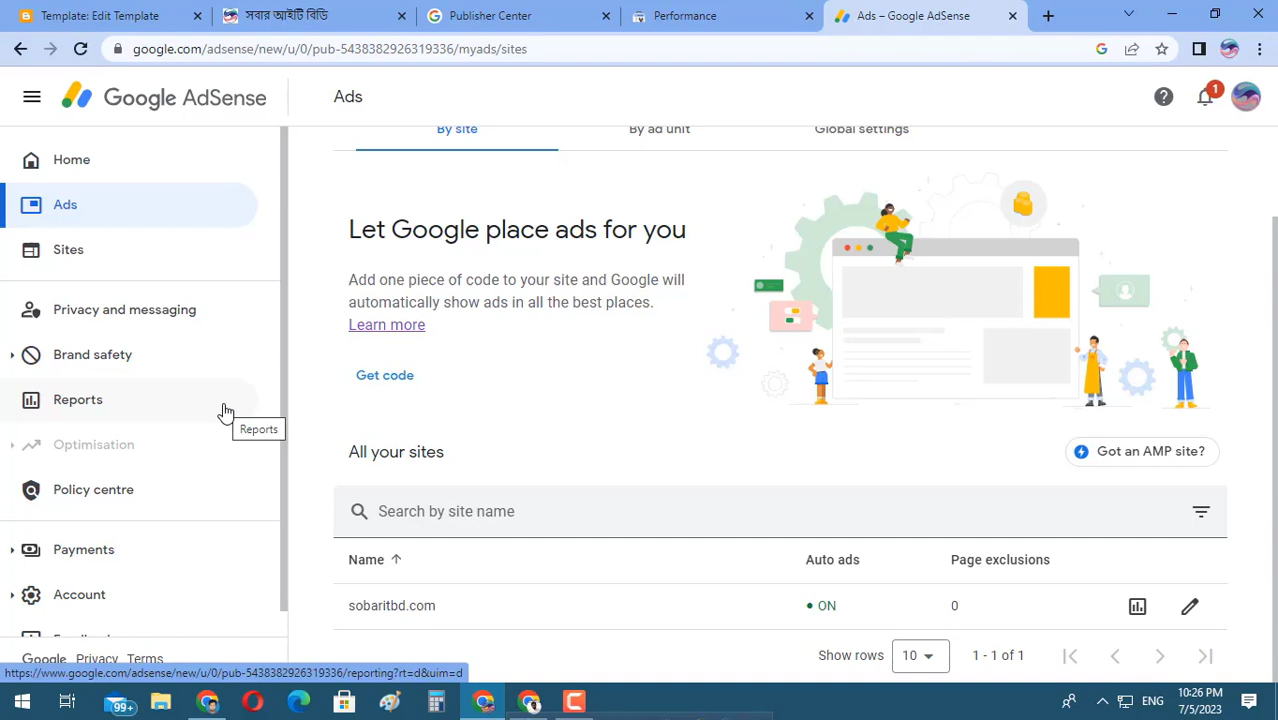 Template: Edit Template
সবার আইটি বিডি
Publisher Center
Performance
Ads – Google AdSense
google.com/adsense/new/u/0/pub-5438382926319336/myads/sites
Google AdSense
Ads
1
Home
Ads
Sites
Privacy and messaging
Brand safety
Reports
Reports
Optimisation
Policy centre
Payments
Account
Feedback
Google Privacy Terms
By site
By ad unit
Global settings
Let Google place ads for you
Add one piece of code to your site and Google will
automatically show ads in all the best places.
Learn more
Get code
All your sites
Got an AMP site?
Search by site name
Name
Auto ads
Page exclusions
sobaritbd.com
ON
0
Show rows
10
1 - 1 of 1
https://www.google.com/adsense/new/u/0/pub-5438382926319336/reporting?rt=d&uim=d
99+
ENG
10:26 PM
7/5/2023